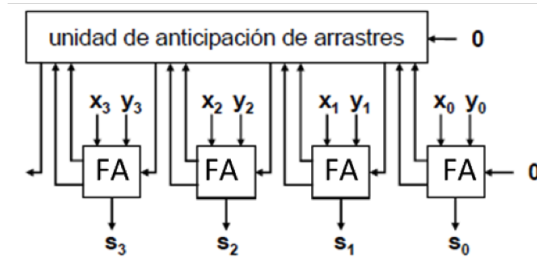 unidad de anticipación de arrastres 0
x3 y3 x2 y2 x1 y1 x0 y0
FA FA FA FA 0
s3 s2 s1 s0